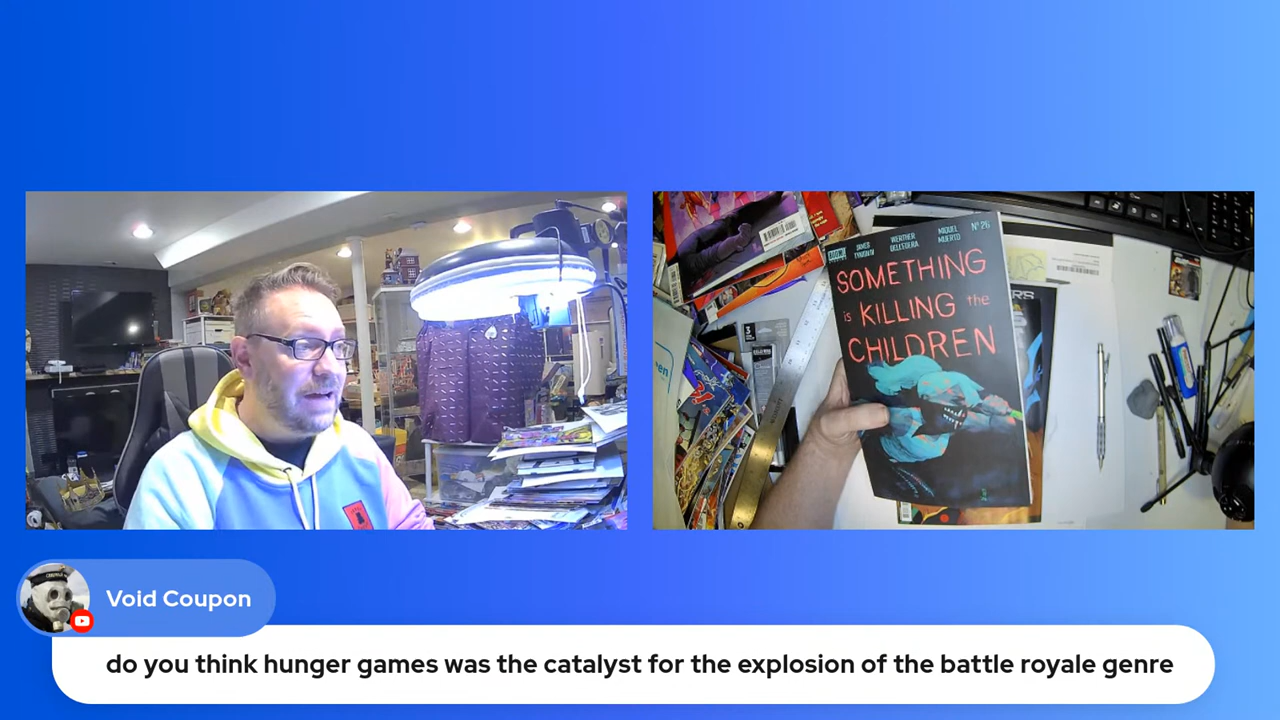 BOOM!
JAMES
TYNION IV
WERTHER
DELL'EDERA
MIQUEL
MUERTO
Nº 26
SOMETHING
is KILLING the
CHILDREN
Void Coupon
do you think hunger games was the catalyst for the explosion of the battle royale genre